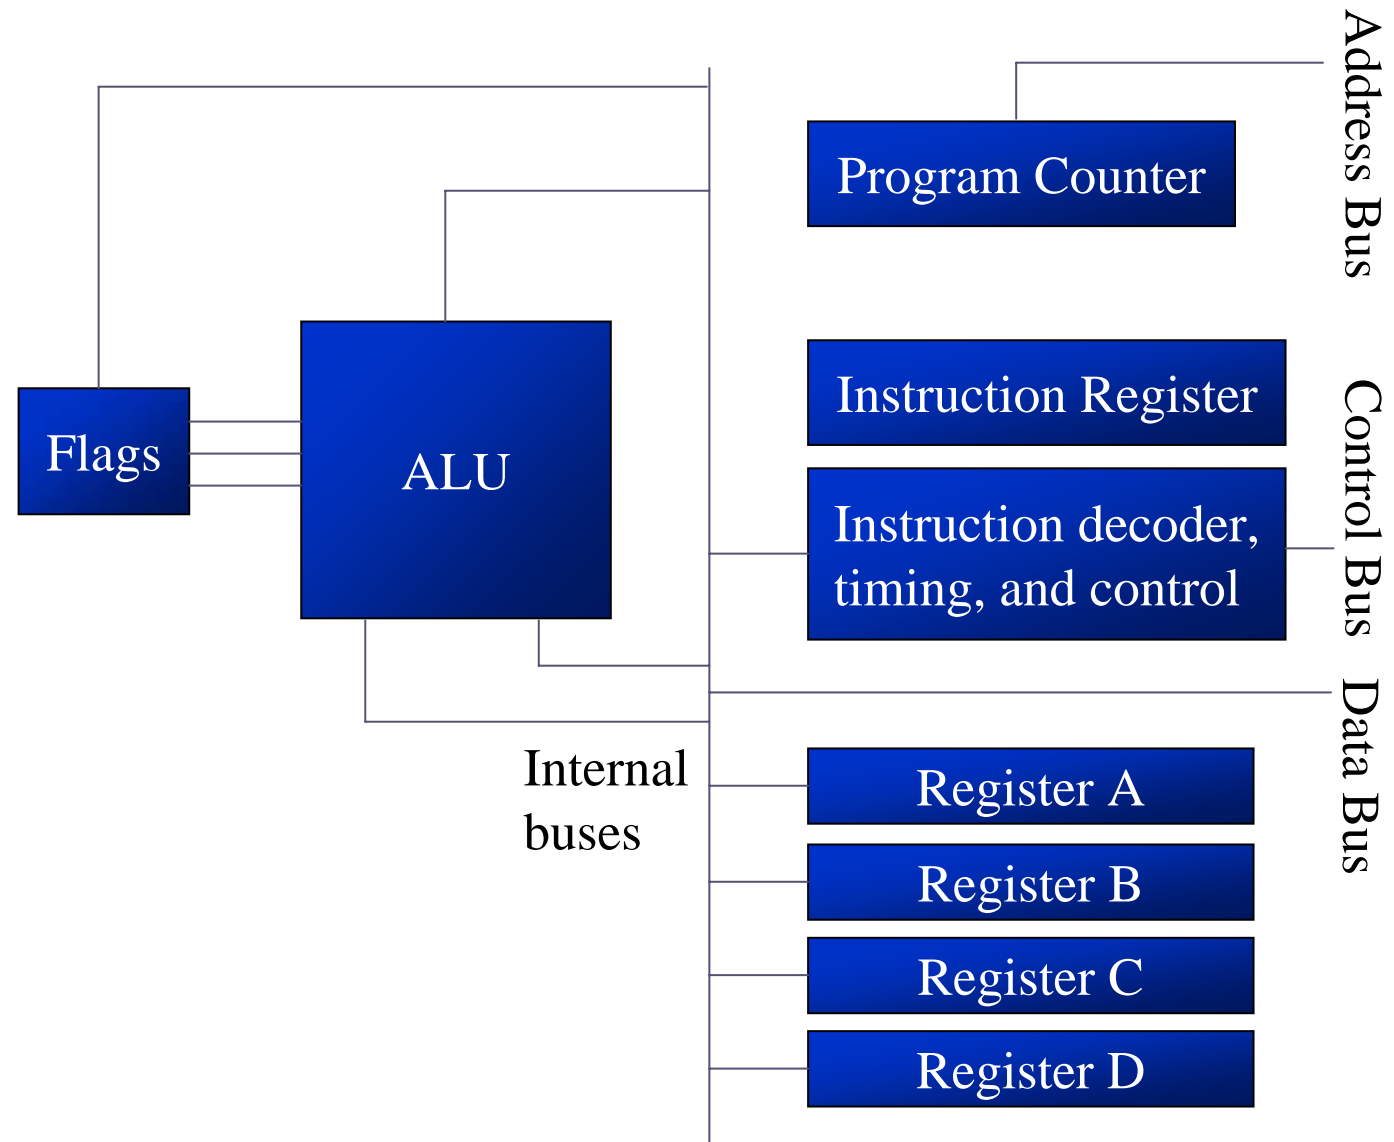 Address Bus
Program Counter
Instruction Register
Control Bus
Flags
ALU
Instruction decoder,
timing, and control
Data Bus
Internal
buses
Register A
Register B
Register C
Register D